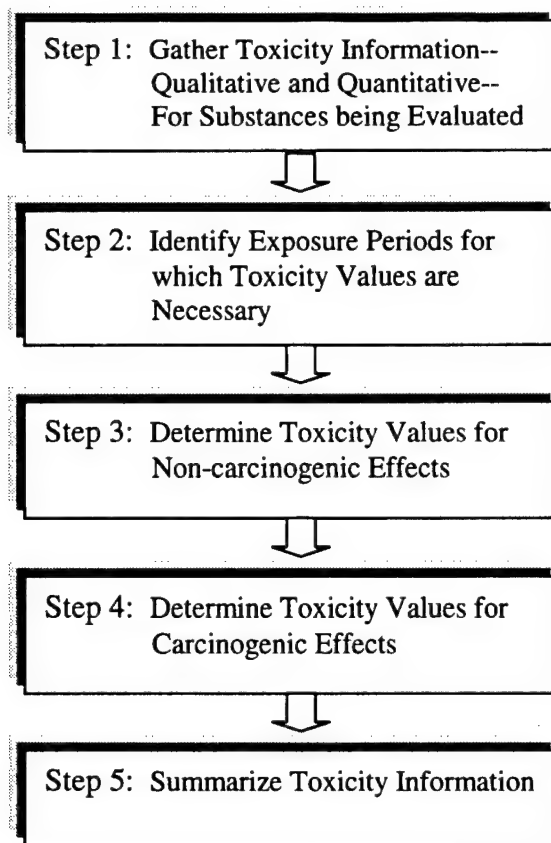 Step 1: Gather Toxicity Information--
Qualitative and Quantitative--
For Substances being Evaluated
Step 2: Identify Exposure Periods for
which Toxicity Values are
Necessary
Step 3: Determine Toxicity Values for
Non-carcinogenic Effects
Step 4: Determine Toxicity Values for
Carcinogenic Effects
Step 5: Summarize Toxicity Information